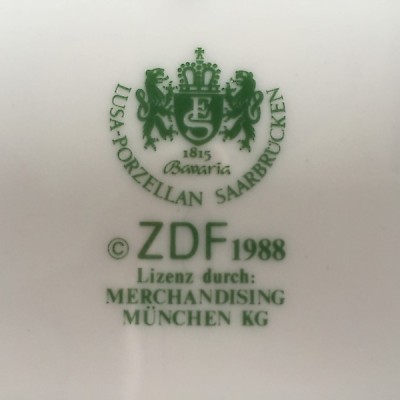 ES
1815
Bavaria
LUSA-PORZELLAN SAARBRÜCKEN
© ZDF 1988
Lizenz durch:
MERCHANDISING
MÜNCHEN KG